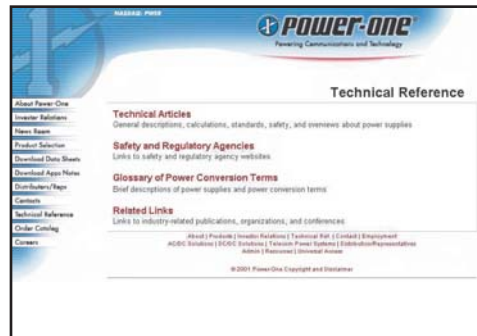 NASDAQ: PWER
POWER-ONE
Powering Communications and Technology
Technical Reference
About Power-One
Investor Relations
News Room
Product Selection
Download Data Sheets
Download Apps Notes
Distributors/Reps
Contacts
Technical Reference
Order Catalog
Careers
Technical Articles
General descriptions, calculations, standards, safety, and overviews about power supplies
Safety and Regulatory Agencies
Links to safety and regulatory agency websites
Glossary of Power Conversion Terms
Brief descriptions of power supplies and power conversion terms
Related Links
Links to industry-related publications, organizations, and conferences
About | Products | Investor Relations | Technical Ref. | Contact | Employment
AC/DC Solutions | DC/DC Solutions | Telecom Power Systems | Distribution/Representatives
Admin | Resources | Universal Access
© 2001 Power-One Copyright and Disclaimer